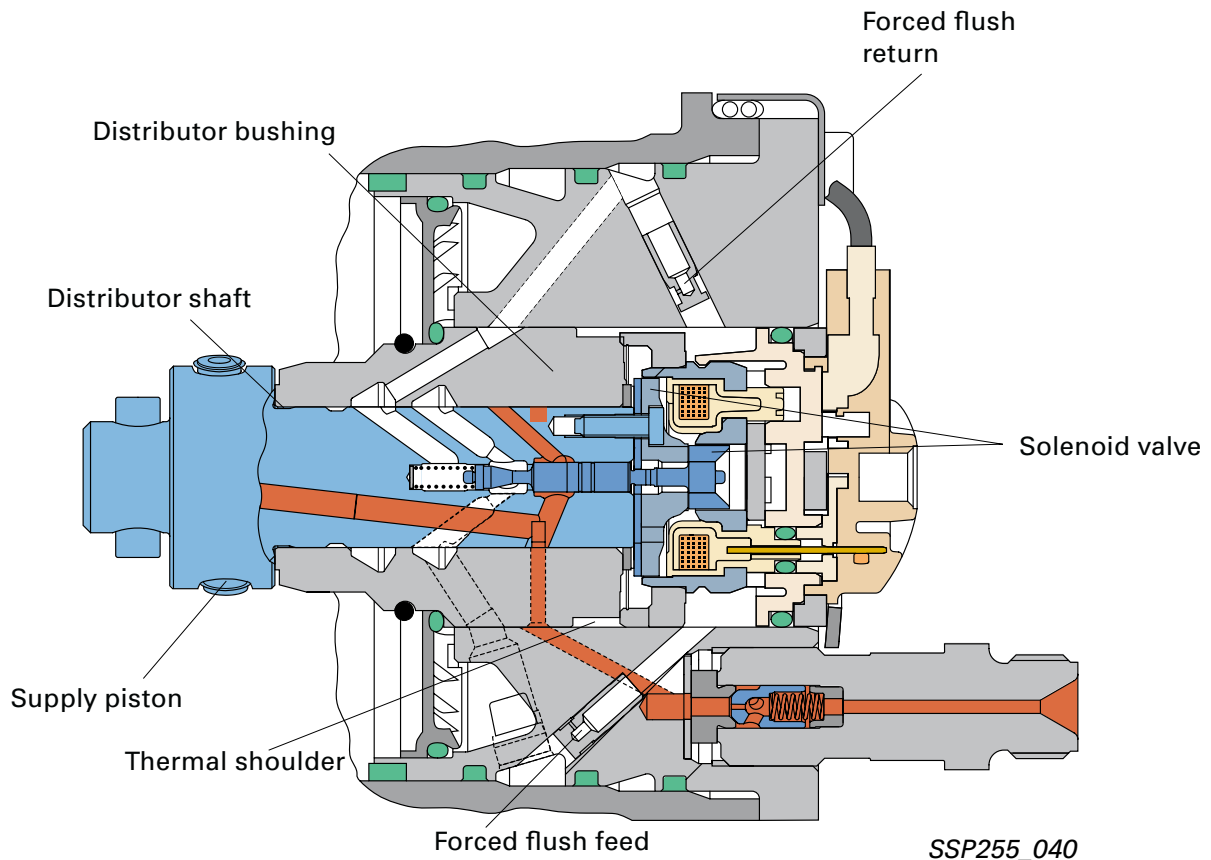 Forced flush
return
Distributor bushing
Distributor shaft
Solenoid valve
Supply piston
Thermal shoulder
Forced flush feed
SSP255_040